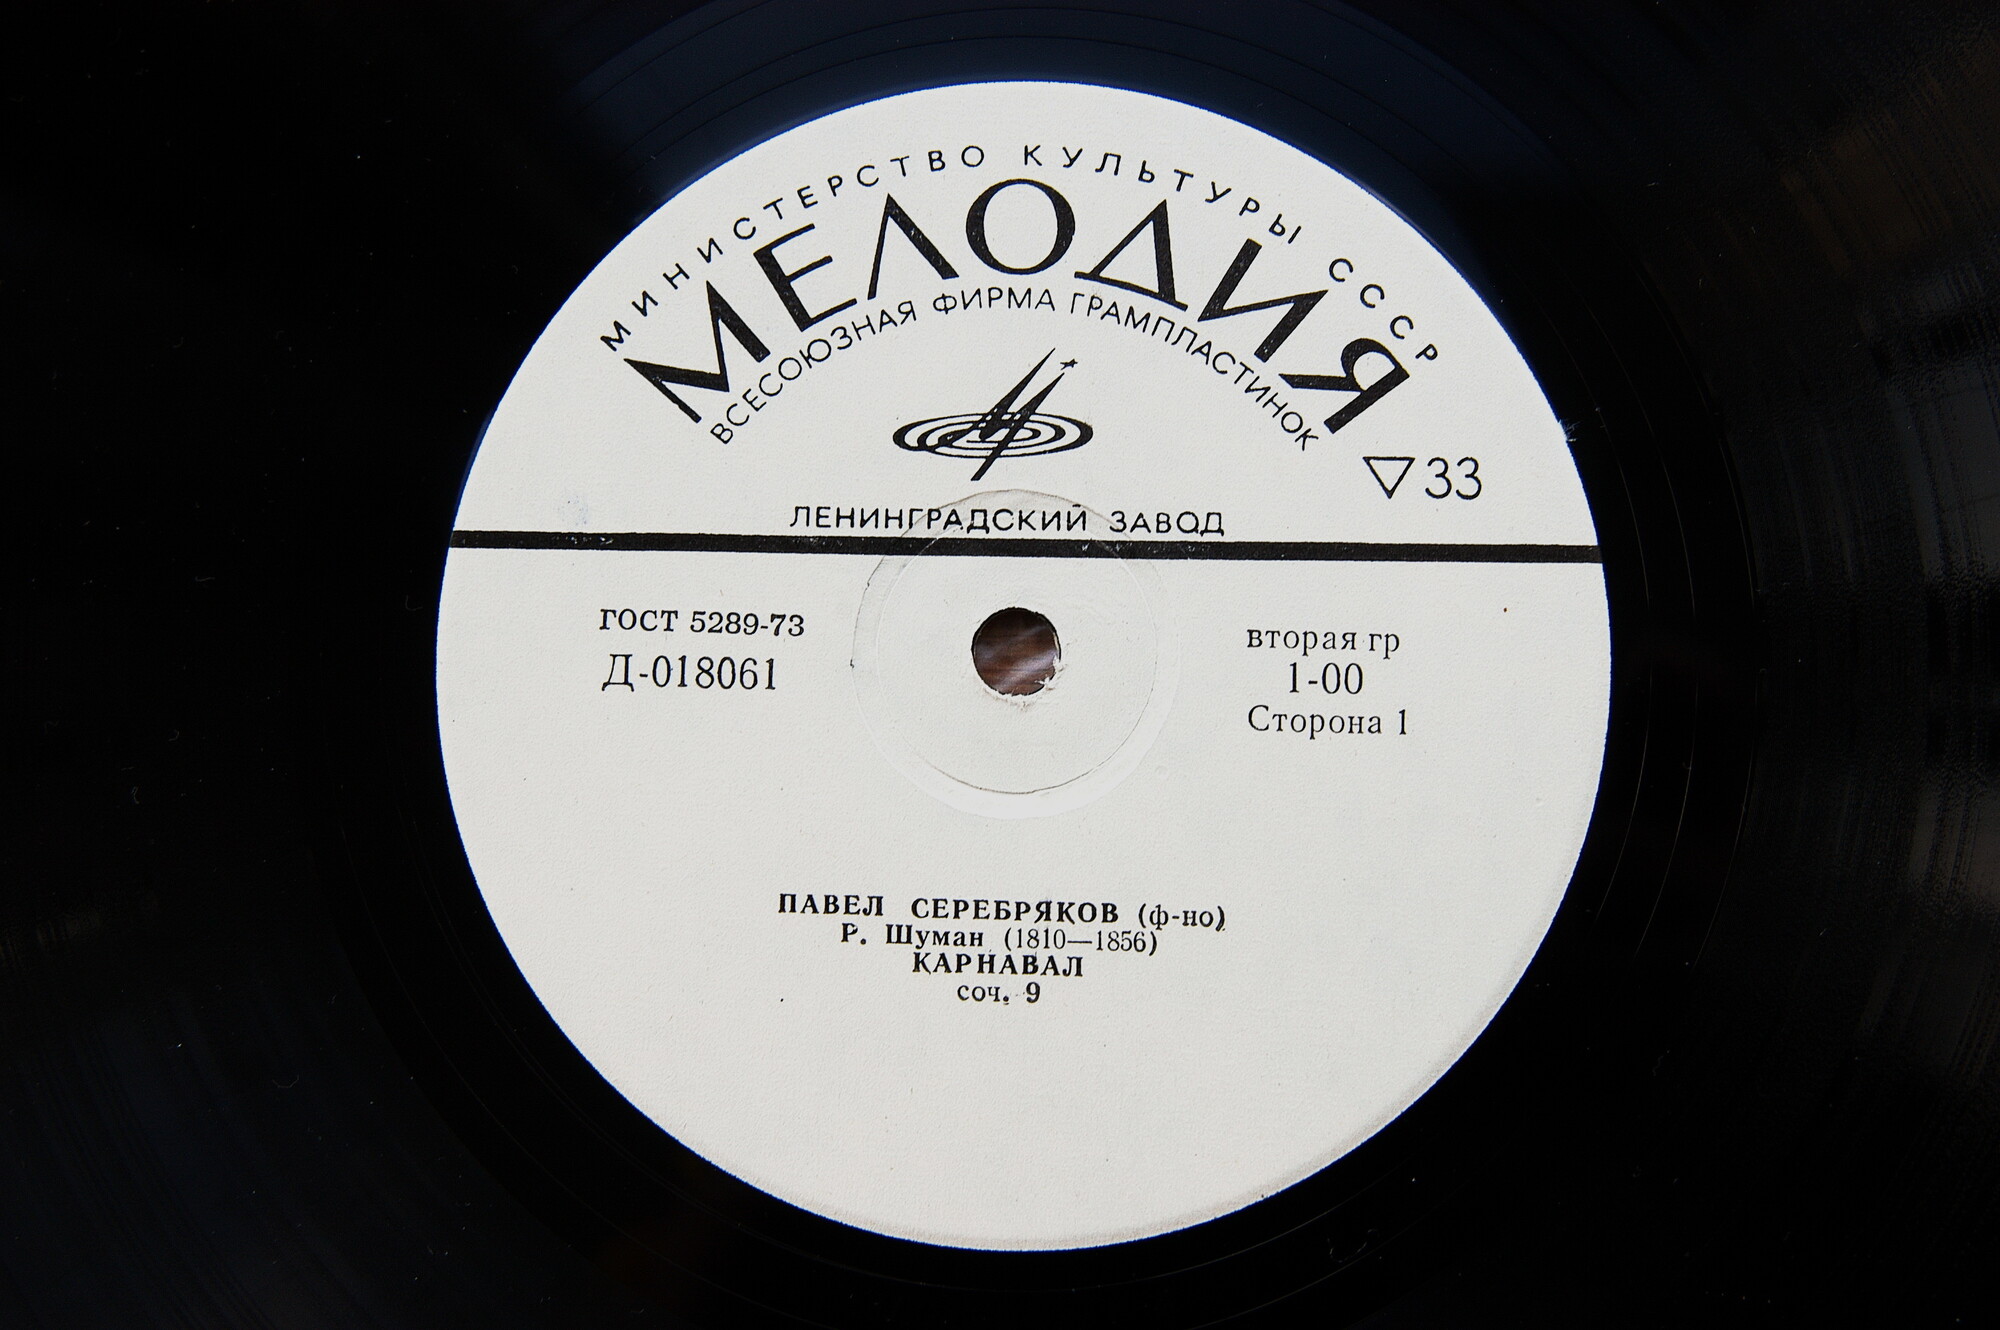 МИНИСТЕРСТВО КУЛЬТУРЫ СССР
МЕЛОДИЯ
ВСЕСОЮЗНАЯ ФИРМА ГРАМПЛАСТИНОК
▽33
ЛЕНИНГРАДСКИЙ ЗАВОД
ГОСТ 5289-73
Д-018061
вторая гр
1-00
Сторона 1
ПАВЕЛ СЕРЕБРЯКОВ (ф-но)
Р. Шуман (1810—1856)
КАРНАВАЛ
соч. 9